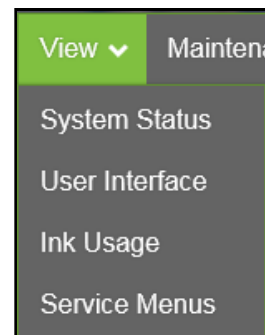 View Maintena
System Status
User Interface
Ink Usage
Service Menus